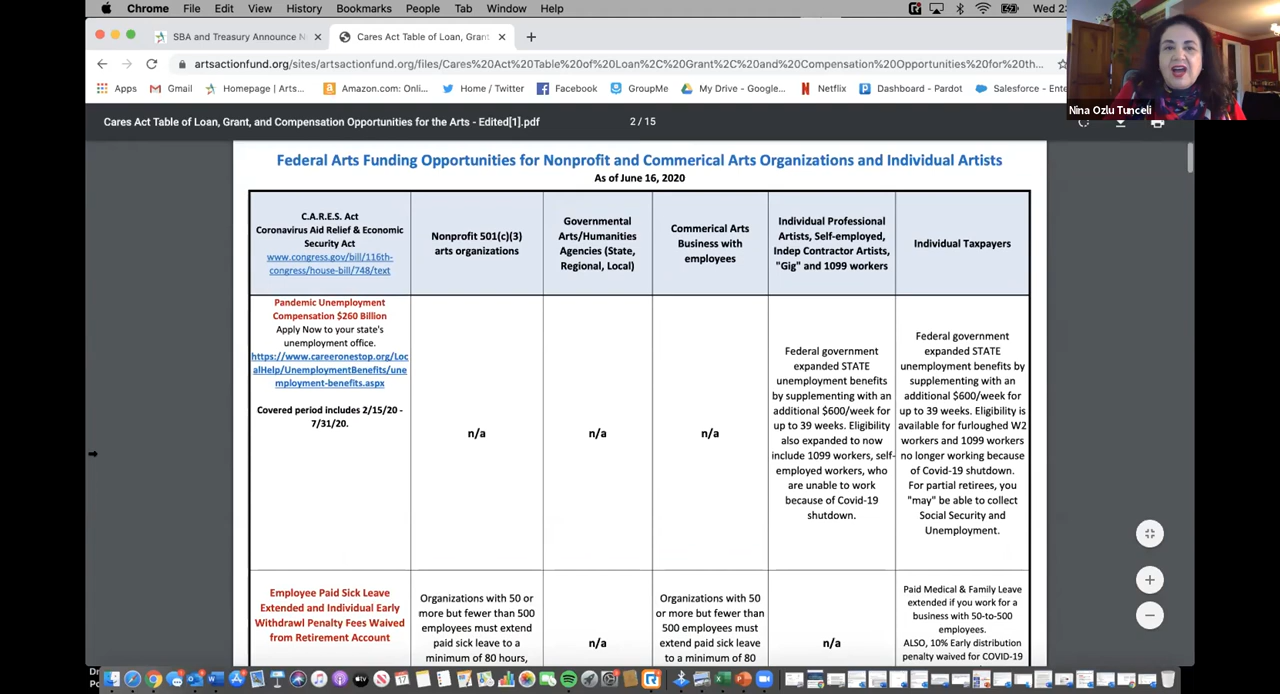 Chrome File Edit View History Bookmarks People Tab Window Help
Wed 2:
SBA and Treasury Announce N
Cares Act Table of Loan, Grant,
artsactionfund.org/sites/artsactionfund.org/files/Cares%20Act%20Table%20of%20Loan%2C%20Grant%2C%20and%20Compensation%20Opportunities%20for%20th...
Apps Gmail Homepage | Arts... Amazon.com: Onli... Home / Twitter Facebook GroupMe My Drive - Google... Netflix Dashboard - Pardot Salesforce - Ente
Nina Ozlu Tunceli
Cares Act Table of Loan, Grant, and Compensation Opportunities for the Arts - Edited[1].pdf
2 / 15
Federal Arts Funding Opportunities for Nonprofit and Commerical Arts Organizations and Individual Artists
As of June 16, 2020
C.A.R.E.S. Act
Coronavirus Aid Relief & Economic
Security Act
www.congress.gov/bill/116th-
congress/house-bill/748/text
Nonprofit 501(c)(3)
arts organizations
Governmental
Arts/Humanities
Agencies (State,
Regional, Local)
Commerical Arts
Business with
employees
Individual Professional
Artists, Self-employed,
Indep Contractor Artists,
"Gig" and 1099 workers
Individual Taxpayers
Pandemic Unemployment
Compensation $260 Billion
Apply Now to your state's
unemployment office.
https://www.careeronestop.org/Loc
alHelp/UnemploymentBenefits/une
mployment-benefits.aspx
Covered period includes 2/15/20 -
7/31/20.
n/a
n/a
n/a
Federal government
expanded STATE
unemployment benefits
by supplementing with an
additional $600/week for
up to 39 weeks. Eligibility
also expanded to now
include 1099 workers, self-
employed workers, who
are unable to work
because of Covid-19
shutdown.
Federal government
expanded STATE
unemployment benefits by
supplementing with an
additional $600/week for
up to 39 weeks. Eligibility is
available for furloughed W2
workers and 1099 workers
no longer working because
of Covid-19 shutdown.
For partial retirees, you
"may" be able to collect
Social Security and
Unemployment.
Employee Paid Sick Leave
Extended and Individual Early
Withdrawl Penalty Fees Waived
from Retirement Account
Organizations with 50 or
more but fewer than 500
employees must extend
paid sick leave to a
minimum of 80 hours,
n/a
Organizations with 50
or more but fewer than
500 employees must
extend paid sick leave
to a minimum of 80
n/a
Paid Medical & Family Leave
extended if you work for a
business with 50-to-500
employees.
ALSO, 10% Early distribution
penalty waived for COVID-19